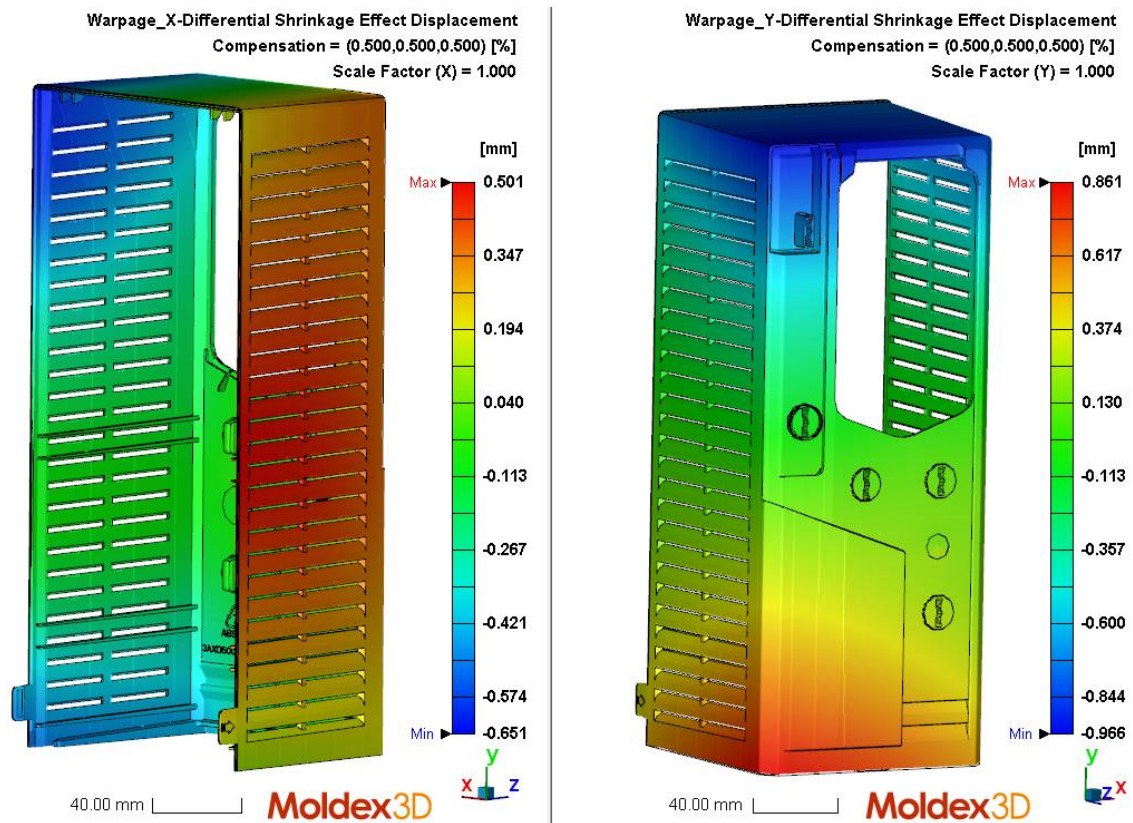 Warpage_X-Differential Shrinkage Effect Displacement
Compensation = (0.500,0.500,0.500) [%]
Scale Factor (X) = 1.000
[mm]
Max 0.501
0.347
0.194
0.040
-0.113
-0.267
-0.421
-0.574
Min -0.651
40.00 mm
Moldex3D
y
X Z
Warpage_Y-Differential Shrinkage Effect Displacement
Compensation = (0.500,0.500,0.500) [%]
Scale Factor (Y) = 1.000
[mm]
Max 0.861
0.617
0.374
0.130
-0.113
-0.357
-0.600
-0.844
Min -0.966
40.00 mm
Moldex3D
y
Z X